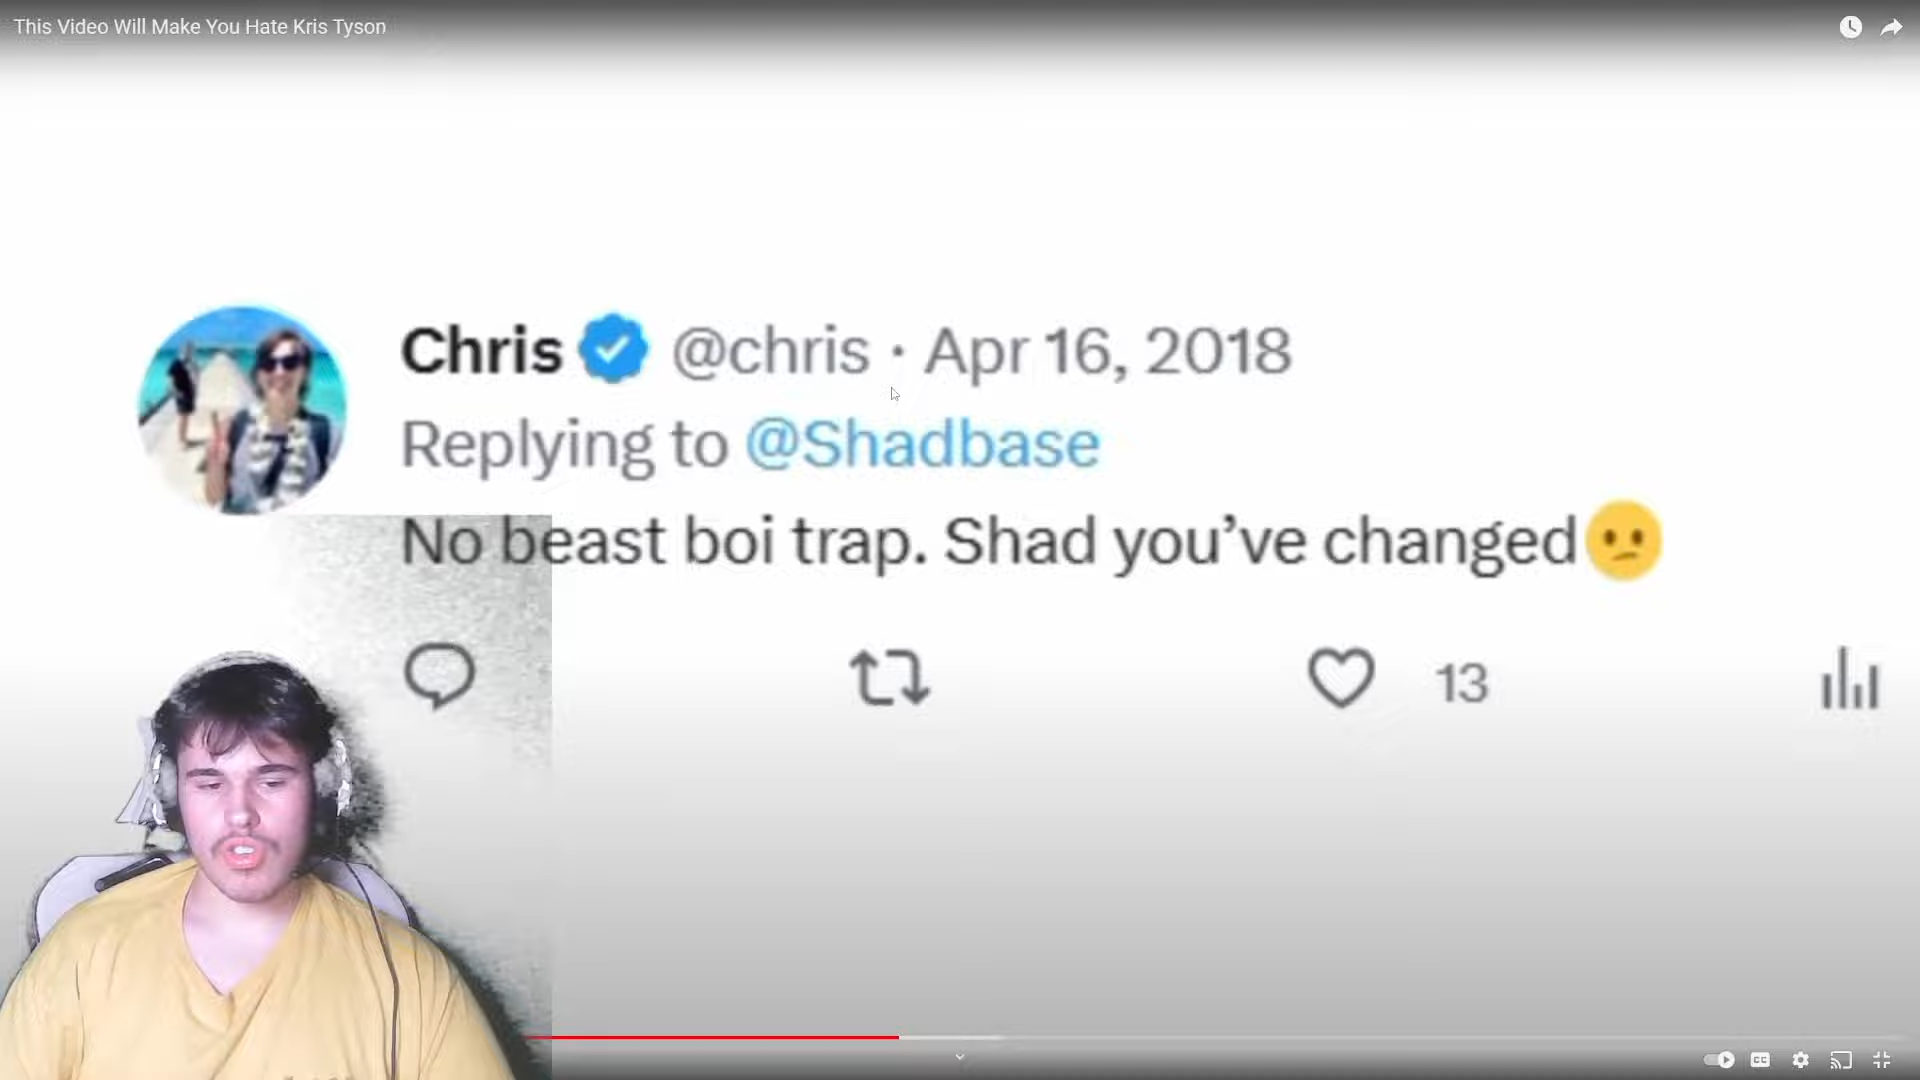 This Video Will Make You Hate Kris Tyson
Chris @chris · Apr 16, 2018
Replying to @Shadbase
No beast boi trap. Shad you’ve changed🫤
13
CC